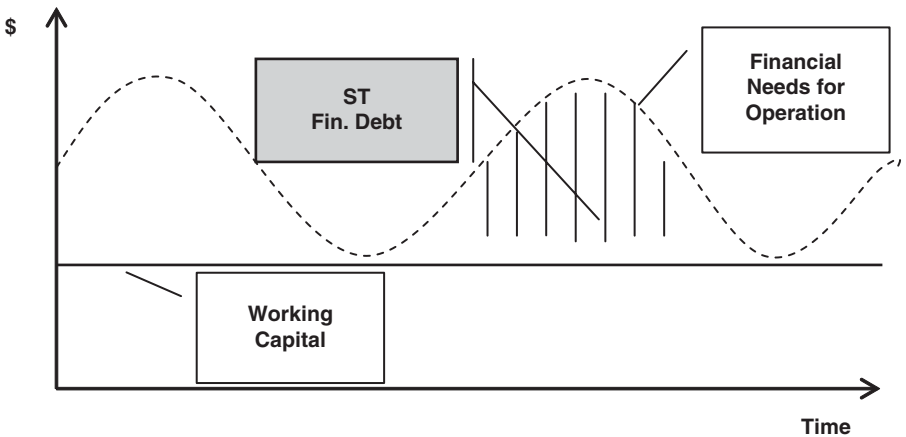 $
ST
Fin. Debt
Financial
Needs for
Operation
Working
Capital
Time